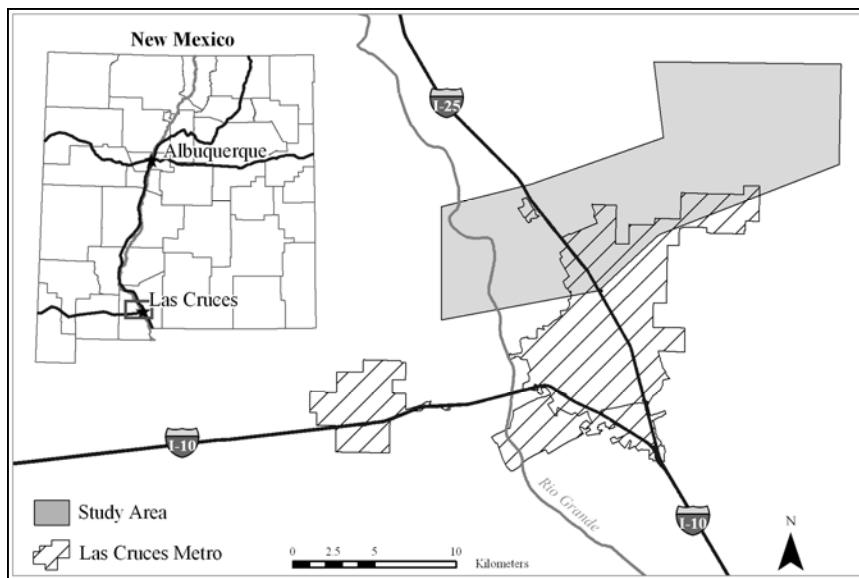 New Mexico
Albuquerque
Las Cruces
I-25
I-10
I-10
Rio Grande
Study Area
Las Cruces Metro
0 2.5 5 10
Kilometers
N